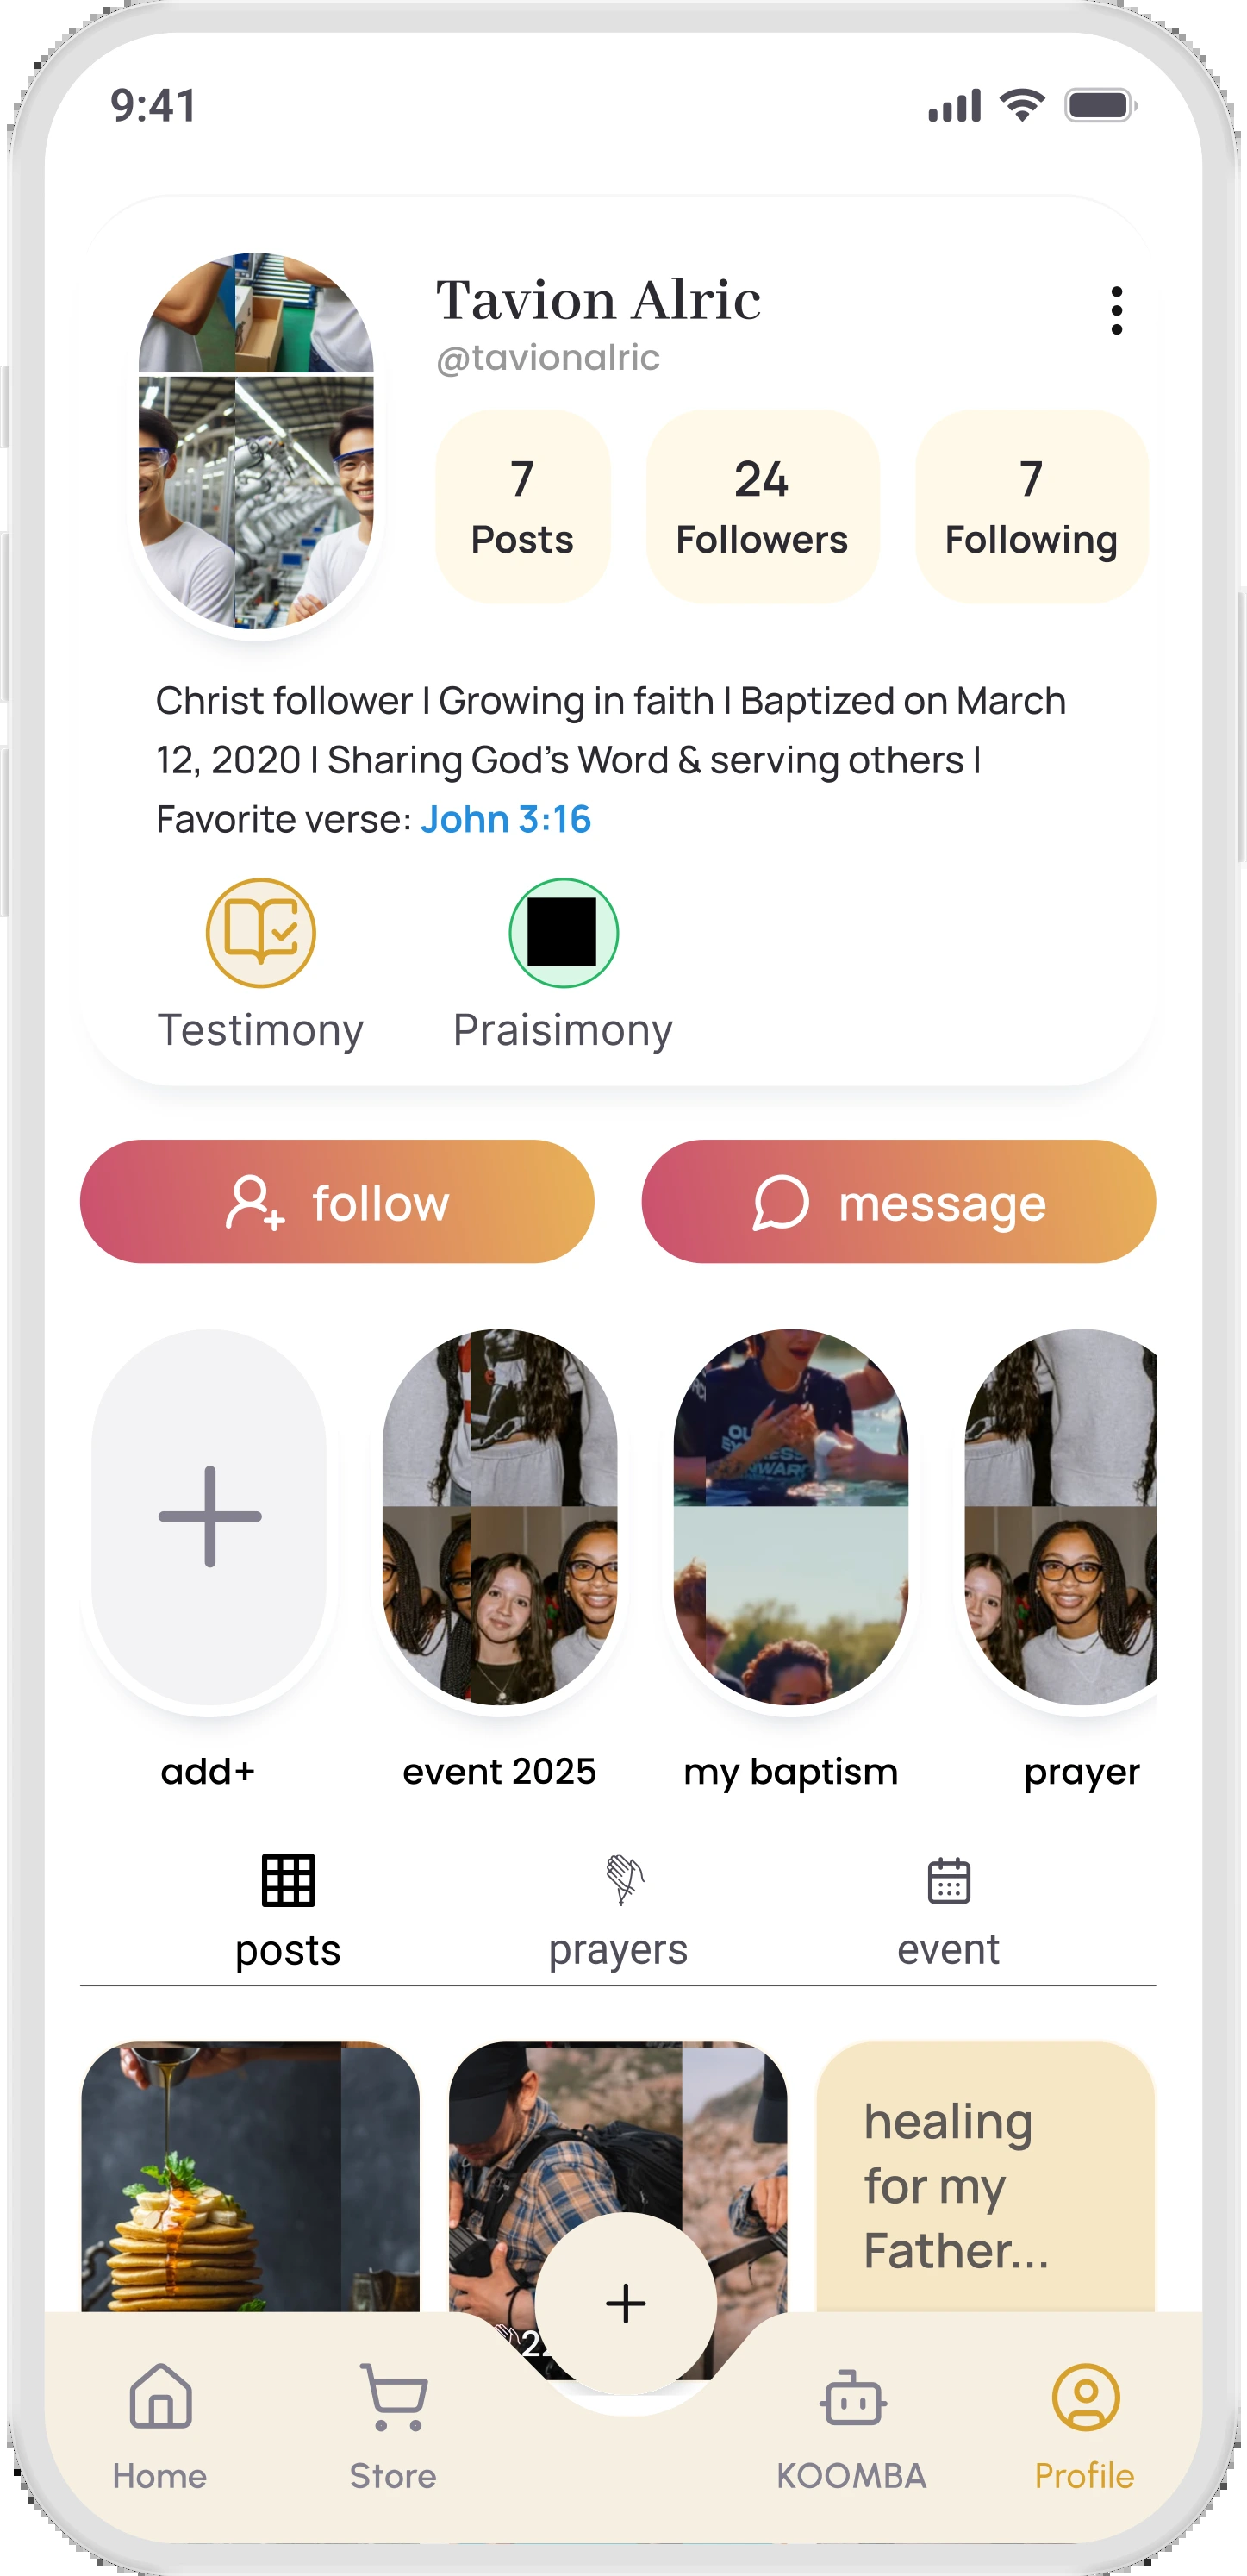 9:41
Tavion Alric
@tavionalric
7
Posts
24
Followers
7
Following
Christ follower | Growing in faith | Baptized on March
12, 2020 | Sharing God's Word & serving others |
Favorite verse: John 3:16
Testimony
Praisimony
follow
message
add+
event 2025
my baptism
prayer
posts
prayers
event
healing
for my
Father...
Home
Store
KOOMBA
Profile